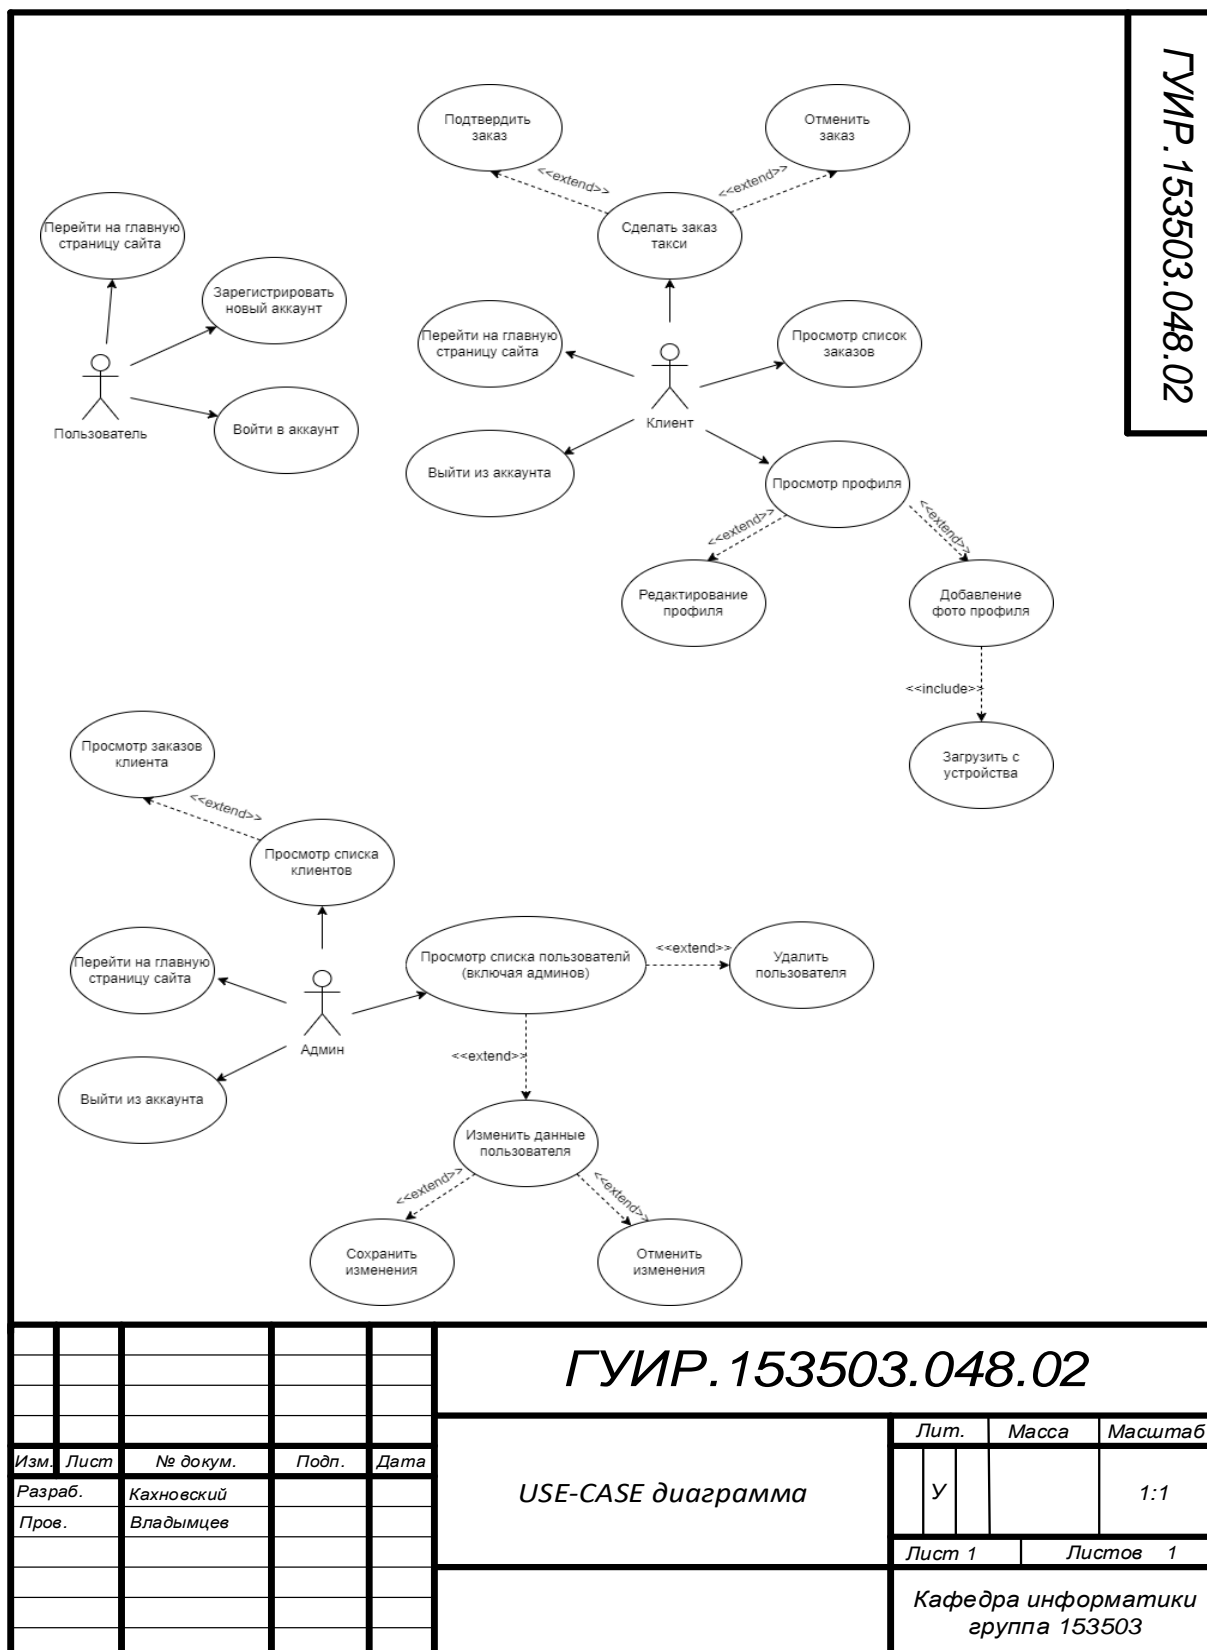 ГУИР.153503.048.02
Подтвердить
заказ
Отменить
заказ
<<extend>>
<<extend>>
Сделать заказ
такси
Перейти на главную
страницу сайта
Зарегистрировать
новый аккаунт
Войти в аккаунт
Пользователь
Перейти на главную
страницу сайта
Просмотр список
заказов
Клиент
Выйти из аккаунта
Просмотр профиля
<<extend>>
<<extend>>
Редактирование
профиля
Добавление
фото профиля
<<include>>
Загрузить с
устройства
Просмотр заказов
клиента
<<extend>>
Просмотр списка
клиентов
Перейти на главную
страницу сайта
Просмотр списка пользователй
(включая админов)
<<extend>>
Удалить
пользователя
Админ
Выйти из аккаунта
<<extend>>
Изменить данные
пользователя
<<extend>>
<<extend>>
Сохранить
изменения
Отменить
изменения
ГУИР.153503.048.02
Лит. Масса Масштаб
Изм. Лист № докум. Подп. Дата
Разраб. Кахновский
Пров. Владымцев
USE-CASE диаграмма
У 1:1
Лист 1 Листов 1
Кафедра информатики
группа 153503